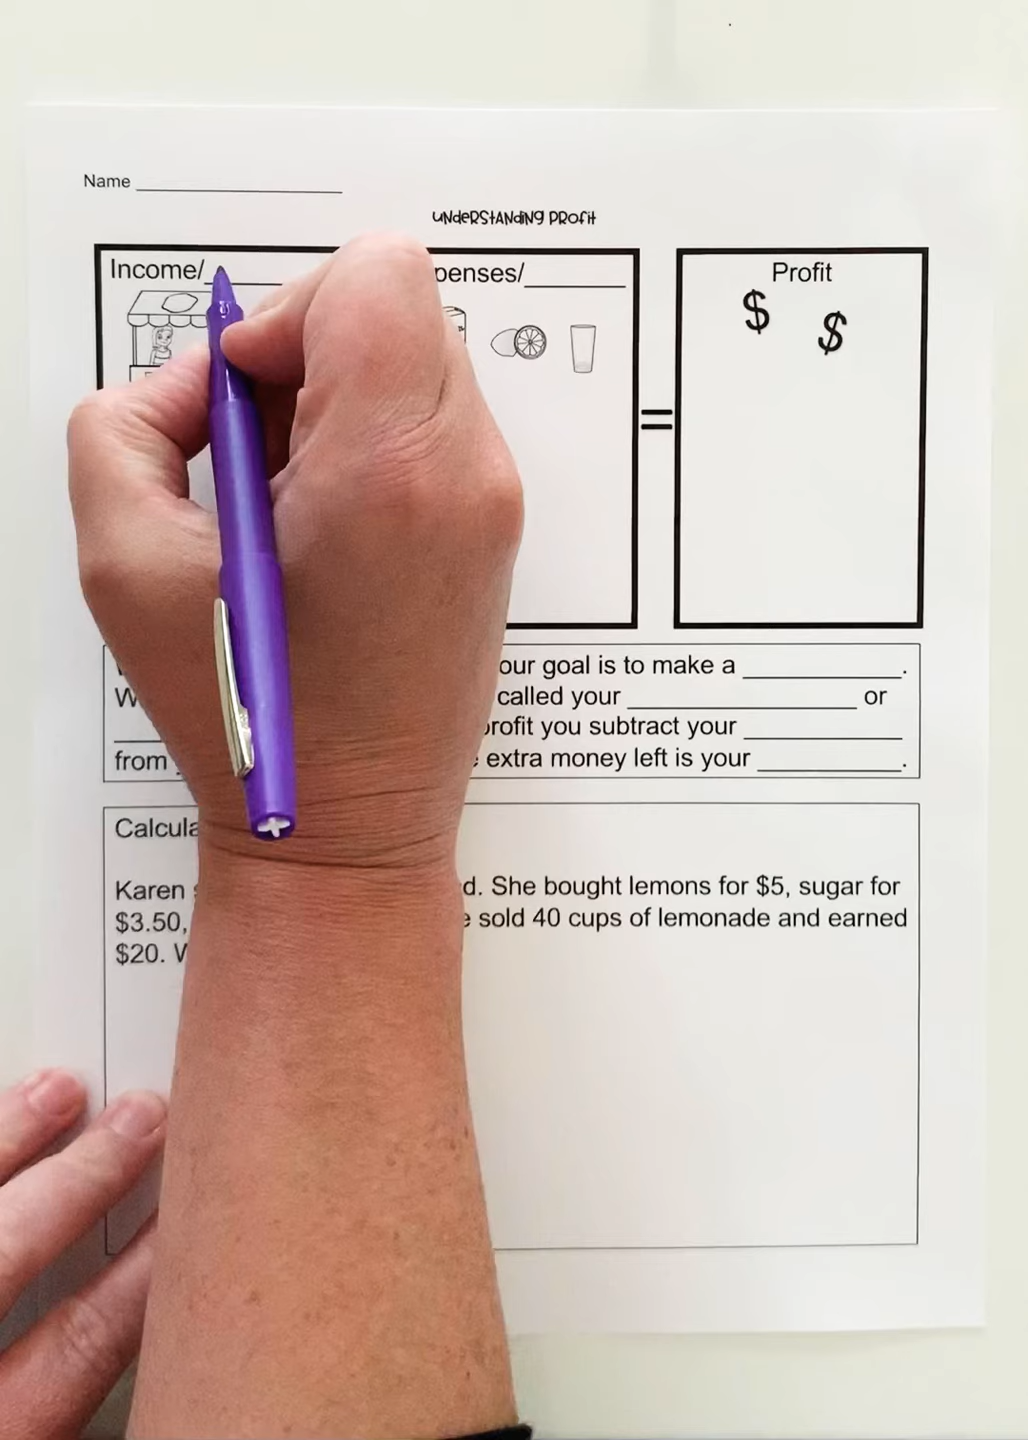 Name
UNdeRSTANdiNg PRofit
Income/ penses/ Profit
$ $
=
our goal is to make a .
W called your or
rofit you subtract your
from extra money left is your .
Calcula
Karen d. She bought lemons for $5, sugar for
$3.50, sold 40 cups of lemonade and earned
$20.